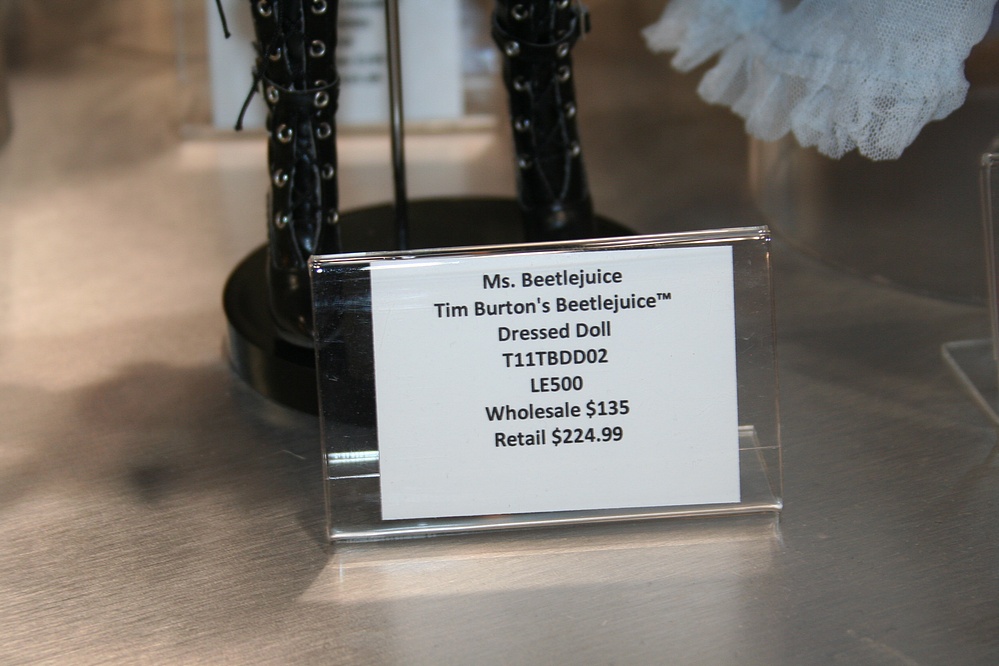 Ms. Beetlejuice
Tim Burton's Beetlejuice™
Dressed Doll
T11TBDD02
LE500
Wholesale $135
Retail $224.99